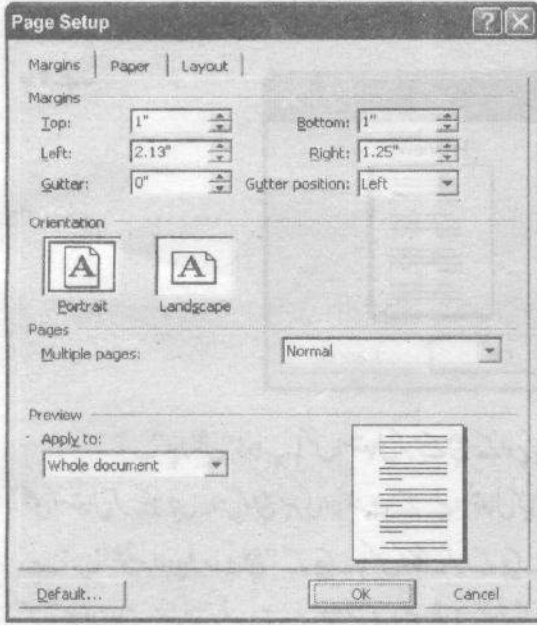 Page Setup
Margins Paper Layout
Margins
Top: 1" Bottom: 1"
Left: 2.13" Right: 1.25"
Gutter: 0" Gutter position: Left
Orientation
A A
Portrait Landscape
Pages
Multiple pages: Normal
Preview
Apply to:
Whole document
Default... OK Cancel